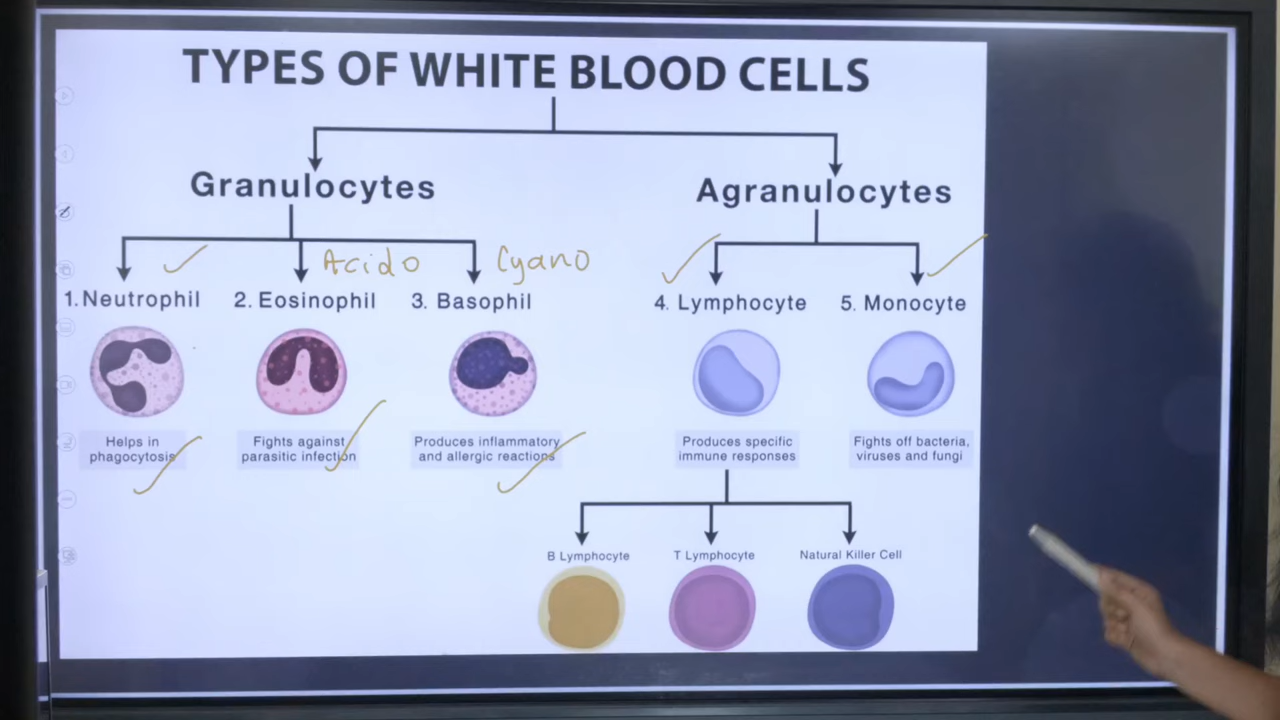 TYPES OF WHITE BLOOD CELLS
Granulocytes
Agranulocytes
Acido
Cyano
1. Neutrophil
2. Eosinophil
3. Basophil
4. Lymphocyte
5. Monocyte
Helps in
phagocytosis
Fights against
parasitic infection
Produces inflammatory
and allergic reactions
Produces specific
immune responses
Fights off bacteria,
viruses and fungi
B Lymphocyte
T Lymphocyte
Natural Killer Cell